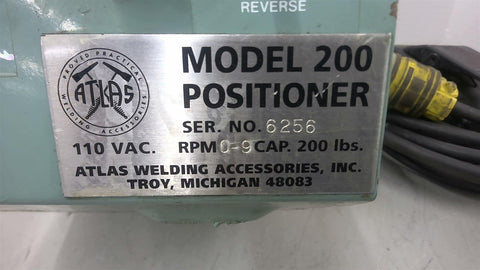 REVERSE
PROVEN PRACTICAL
ATLAS
WELDING ACCESSORIES
MODEL 200
POSITIONER
SER. NO. 6256
110 VAC. RPM 0-9 CAP. 200 lbs.
ATLAS WELDING ACCESSORIES, INC.
TROY, MICHIGAN 48083